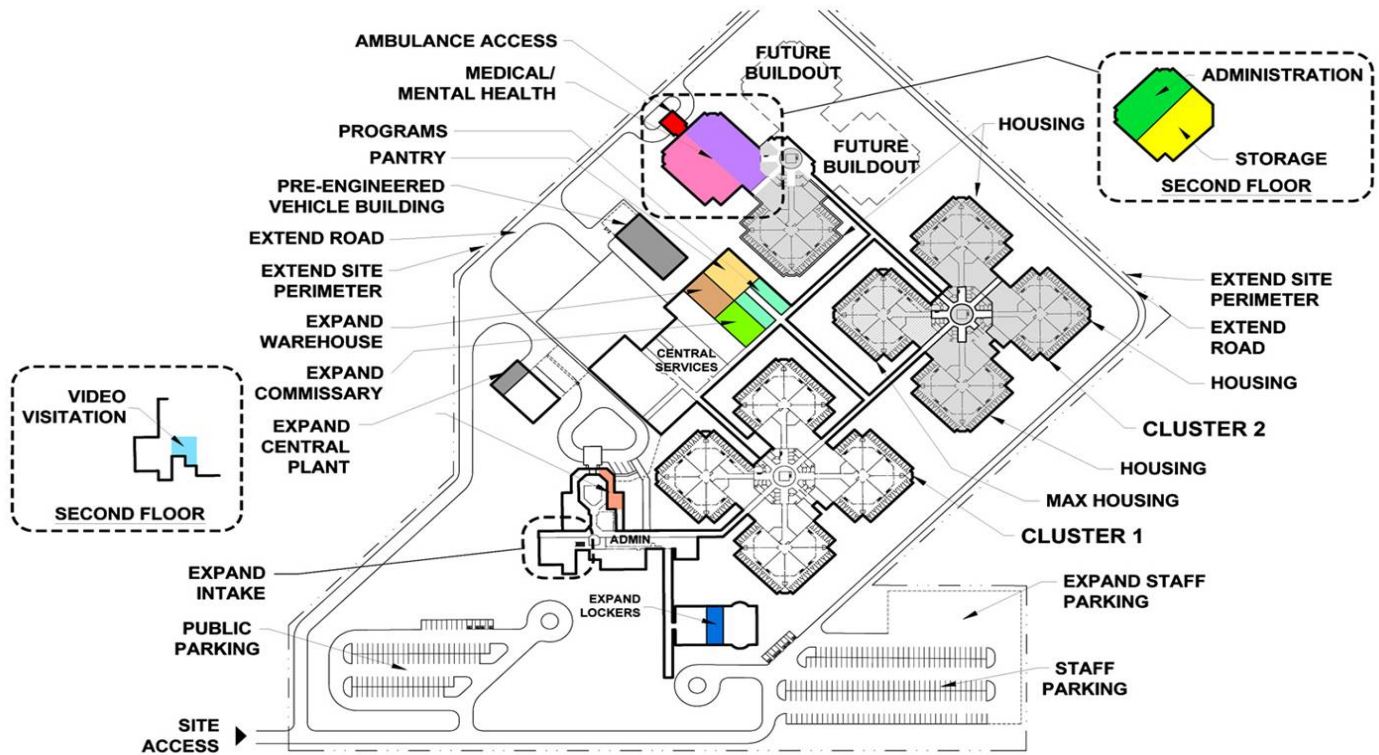 AMBULANCE ACCESS
MEDICAL/
MENTAL HEALTH
PROGRAMS
PANTRY
PRE-ENGINEERED
VEHICLE BUILDING
EXTEND ROAD
EXTEND SITE
PERIMETER
EXPAND
WAREHOUSE
EXPAND
COMMISSARY
EXPAND
CENTRAL
PLANT
VIDEO
VISITATION
SECOND FLOOR
EXPAND
INTAKE
PUBLIC
PARKING
SITE
ACCESS
FUTURE
BUILDOUT
FUTURE
BUILDOUT
CENTRAL
SERVICES
ADMIN
EXPAND
LOCKERS
ADMINISTRATION
STORAGE
SECOND FLOOR
HOUSING
EXTEND SITE
PERIMETER
EXTEND
ROAD
HOUSING
CLUSTER 2
HOUSING
MAX HOUSING
CLUSTER 1
EXPAND STAFF
PARKING
STAFF
PARKING